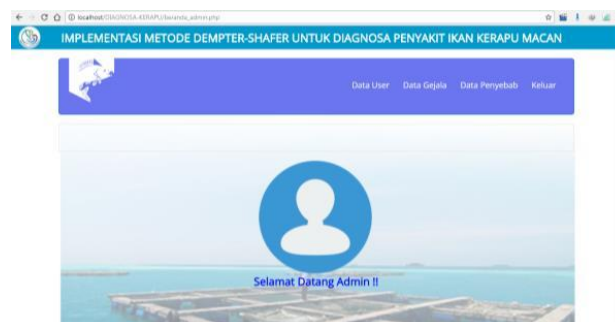 localhost/DIAGNOSA-KERAPU/beranda_admin.php
IMPLEMENTASI METODE DEMPTER-SHAFER UNTUK DIAGNOSA PENYAKIT IKAN KERAPU MACAN
Data User Data Gejala Data Penyebab Keluar
Selamat Datang Admin !!